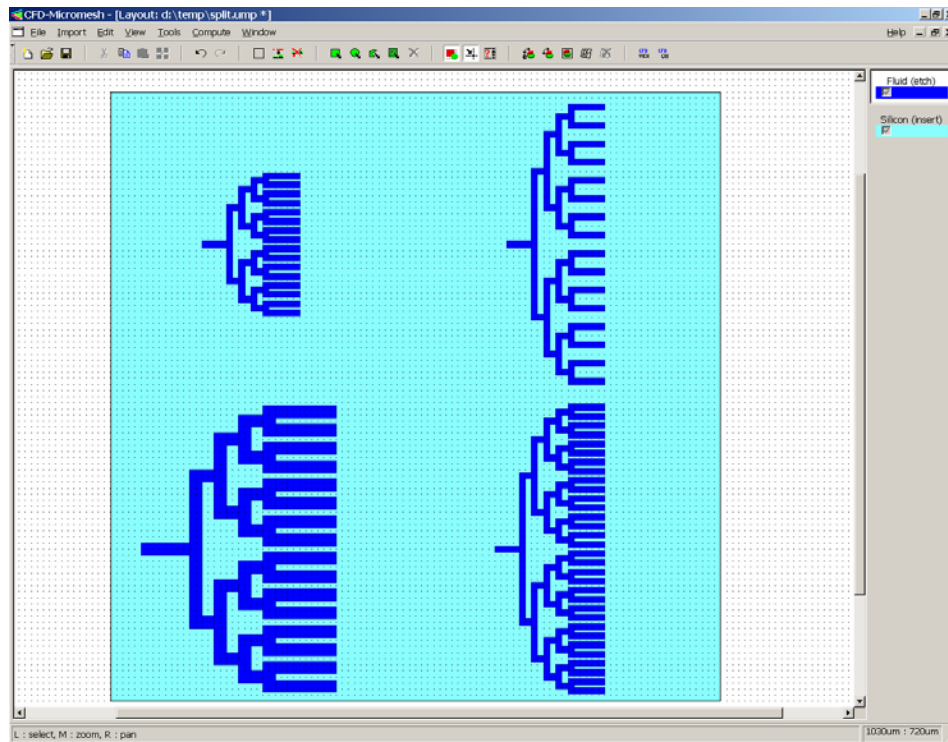 CFD-Micromesh - [Layout: d:\temp\split.ump *]
File Import Edit View Tools Compute Window Help
Fluid (etch)
Silicon (insert)
L : select, M : zoom, R : pan
1030um : 720um